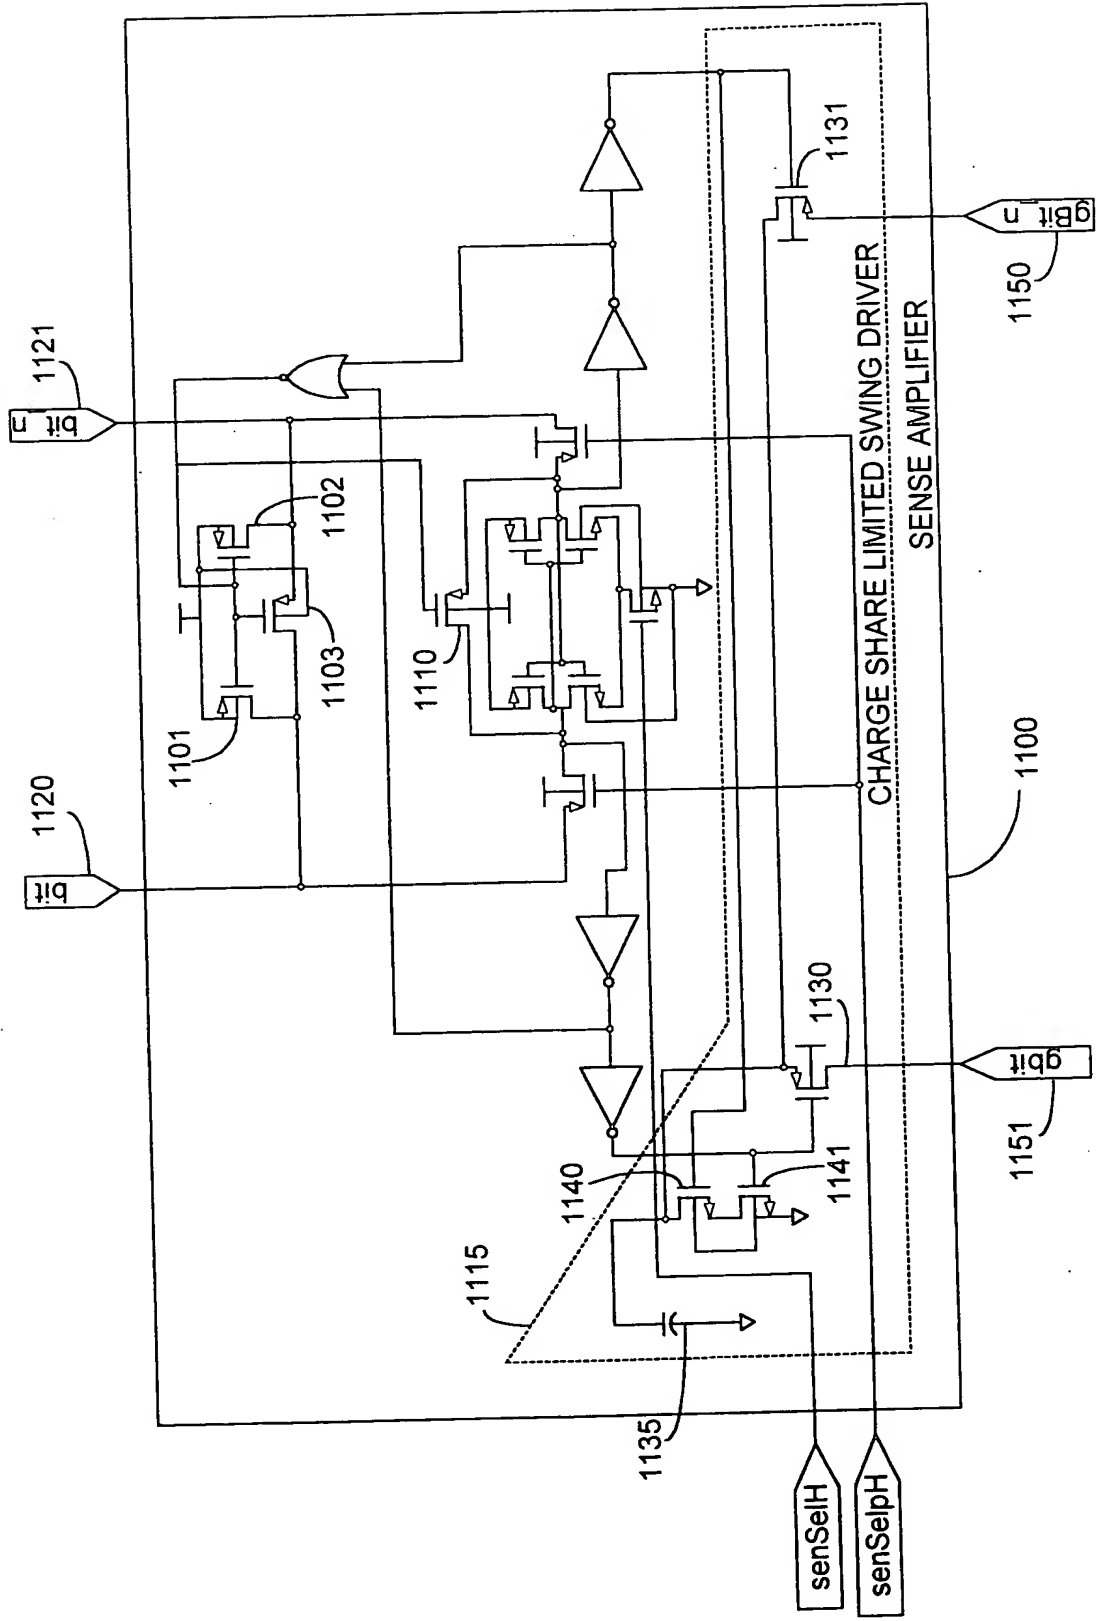 1120
bit
1121
bit_n
1101
1102
1103
1110
1115
1140
1141
1135
1130
1131
CHARGE SHARE LIMITED SWING DRIVER
SENSE AMPLIFIER
senSelH
senSelpH
gbit
1151
1100
gBit_n
1150